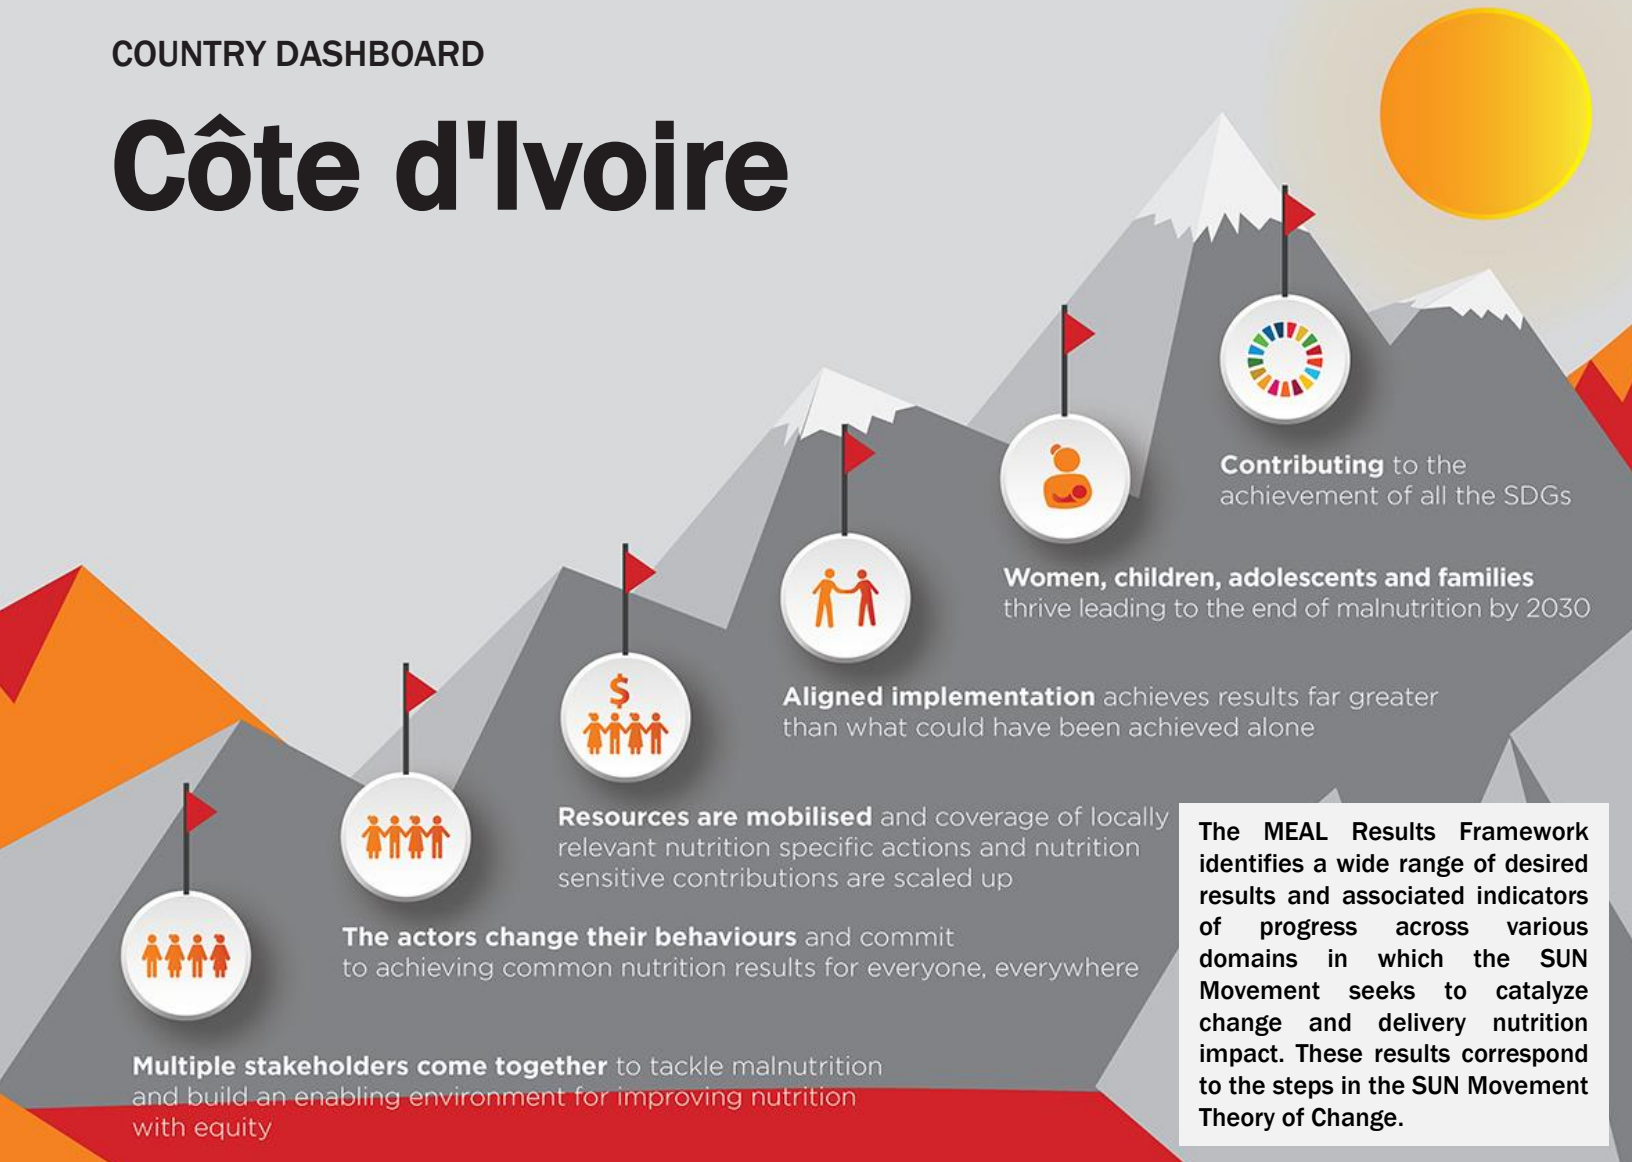 COUNTRY DASHBOARD
Côte d'Ivoire
Contributing to the
achievement of all the SDGs
Women, children, adolescents and families
thrive leading to the end of malnutrition by 2030
Aligned implementation achieves results far greater
than what could have been achieved alone
$
Resources are mobilised and coverage of locally
relevant nutrition specific actions and nutrition
sensitive contributions are scaled up
The actors change their behaviours and commit
to achieving common nutrition results for everyone, everywhere
Multiple stakeholders come together to tackle malnutrition
and build an enabling environment for improving nutrition
with equity
The MEAL Results Framework
identifies a wide range of desired
results and associated indicators
of progress across various
domains in which the SUN
Movement seeks to catalyze
change and delivery nutrition
impact. These results correspond
to the steps in the SUN Movement
Theory of Change.